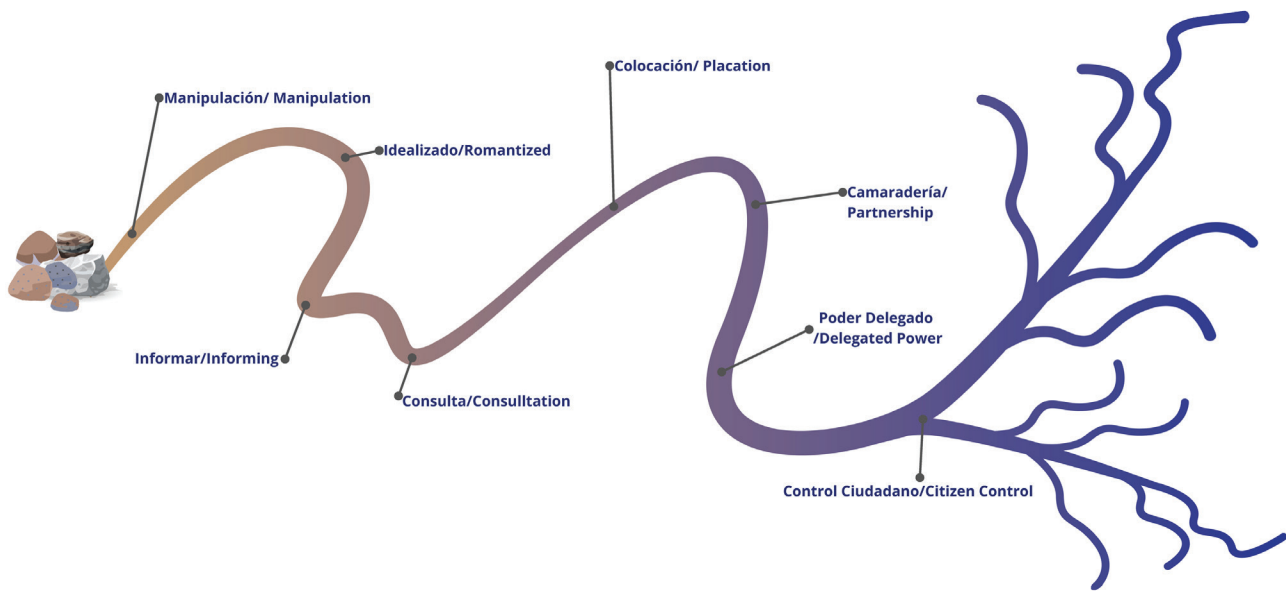 Manipulación/ Manipulation
Idealizado/Romantized
Informar/Informing
Consulta/Consulltation
Colocación/ Placation
Camaradería/
Partnership
Poder Delegado
/Delegated Power
Control Ciudadano/Citizen Control